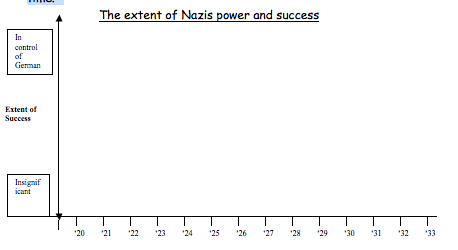 The extent of Nazis power and success
In
control
of
German
Extent of
Success
Insignif
icant
'20 '21 '22 '23 '24 '25 '26 '27 '28 '29 '30 '31 '32 '33